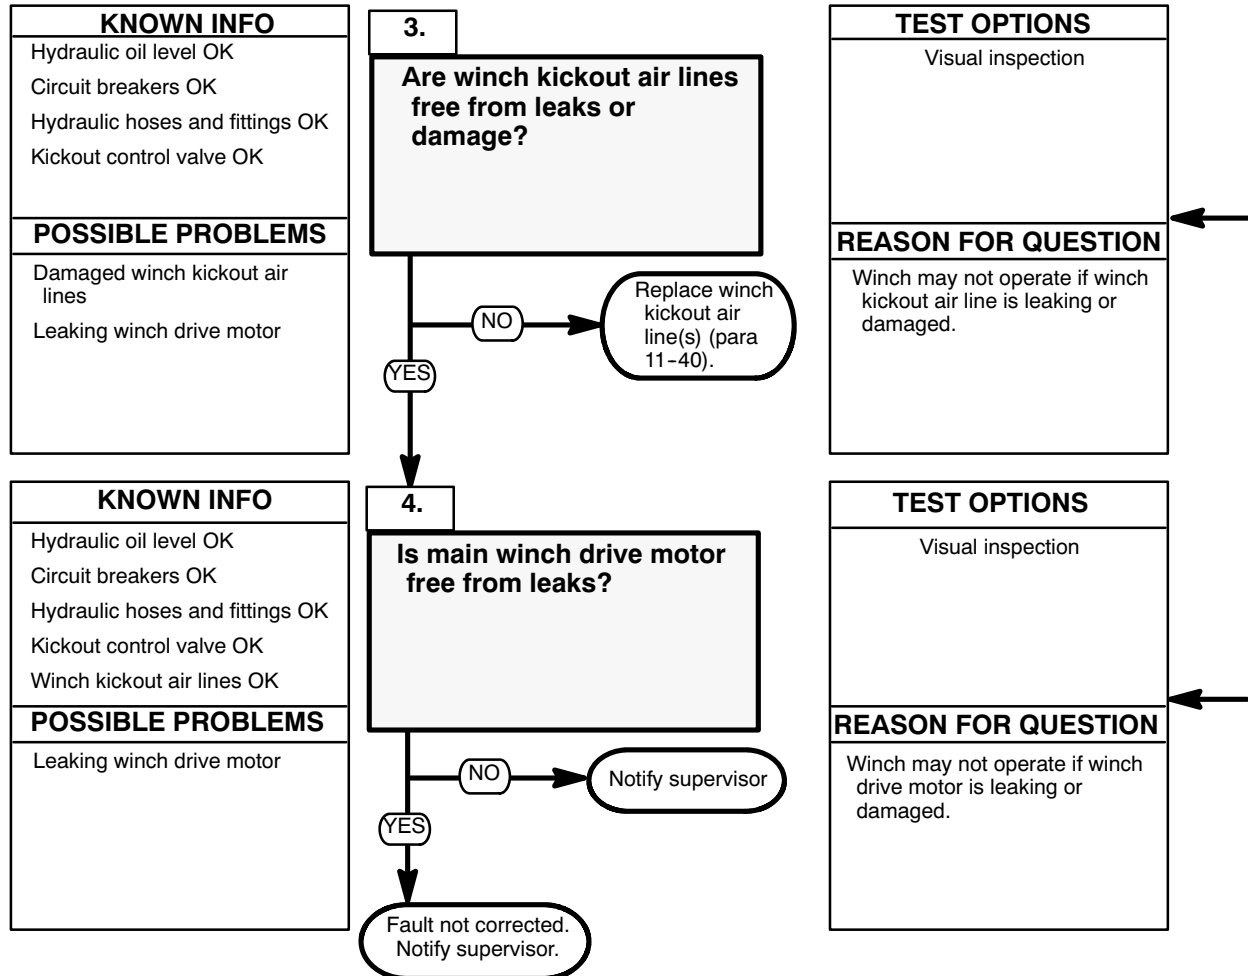 KNOWN INFO
Hydraulic oil level OK
Circuit breakers OK
Hydraulic hoses and fittings OK
Kickout control valve OK
POSSIBLE PROBLEMS
Damaged winch kickout air
lines
Leaking winch drive motor
3.
Are winch kickout air lines
free from leaks or
damage?
NO
Replace winch
kickout air
line(s) (para
11-40).
YES
TEST OPTIONS
Visual inspection
REASON FOR QUESTION
Winch may not operate if winch
kickout air line is leaking or
damaged.
KNOWN INFO
Hydraulic oil level OK
Circuit breakers OK
Hydraulic hoses and fittings OK
Kickout control valve OK
Winch kickout air lines OK
POSSIBLE PROBLEMS
Leaking winch drive motor
4.
Is main winch drive motor
free from leaks?
NO
Notify supervisor
YES
Fault not corrected.
Notify supervisor.
TEST OPTIONS
Visual inspection
REASON FOR QUESTION
Winch may not operate if winch
drive motor is leaking or
damaged.